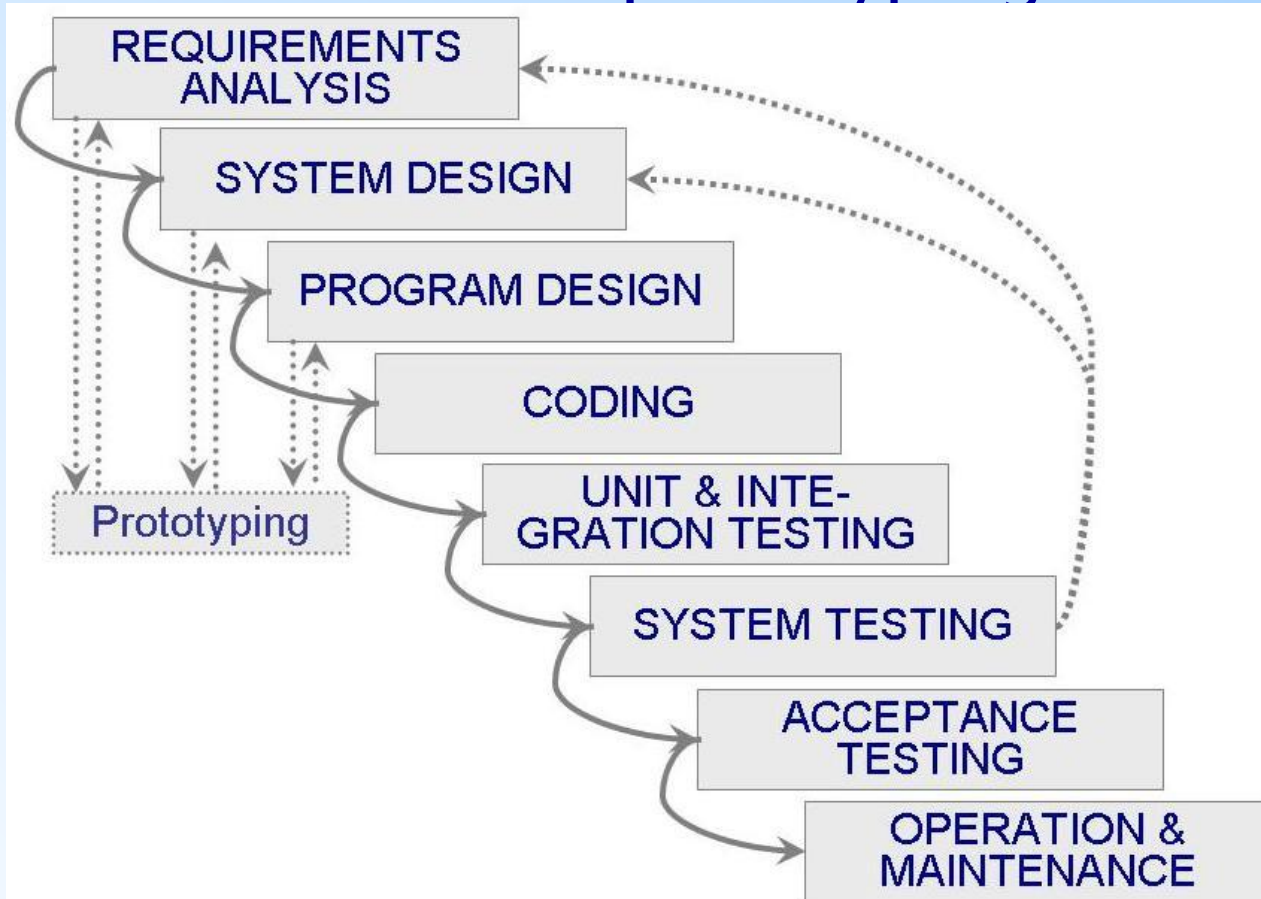 REQUIREMENTS
ANALYSIS
SYSTEM DESIGN
PROGRAM DESIGN
CODING
Prototyping
UNIT & INTE-
GRATION TESTING
SYSTEM TESTING
ACCEPTANCE
TESTING
OPERATION &
MAINTENANCE